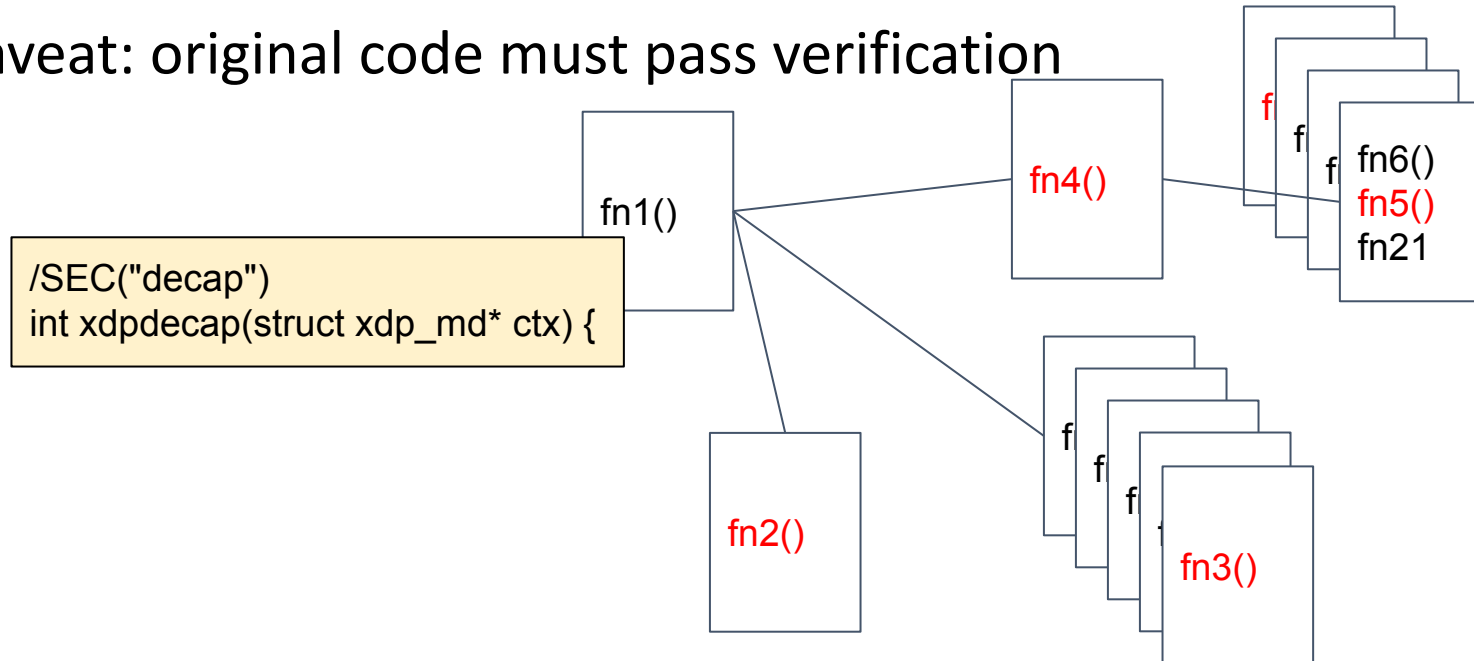 veat: original code must pass verification
fn1()
/SEC("decap")
int xdpdecap(struct xdp_md* ctx) {
fn4()
fn6()
fn5()
fn21
fn2()
fn3()